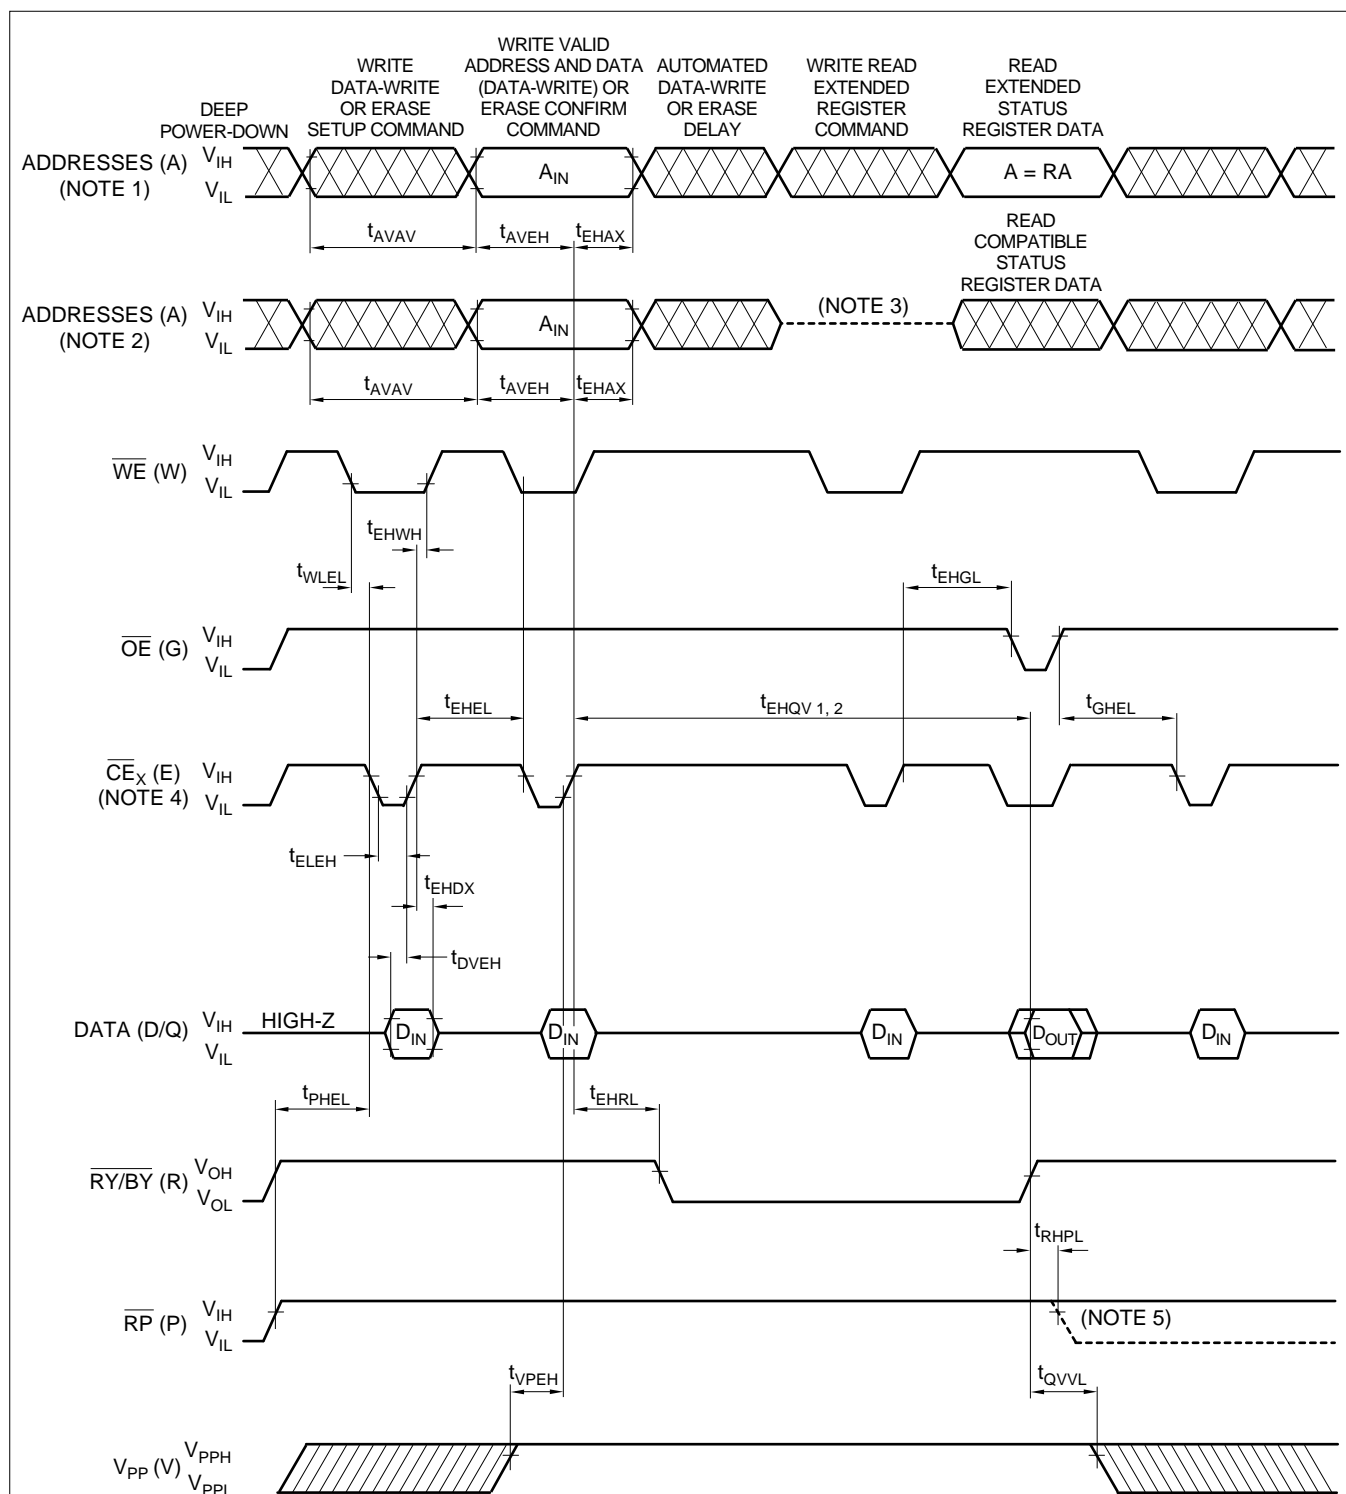 DEEP
POWER-DOWN
WRITE
DATA-WRITE
OR ERASE
SETUP COMMAND
WRITE VALID
ADDRESS AND DATA
(DATA-WRITE) OR
ERASE CONFIRM
COMMAND
AUTOMATED
DATA-WRITE
OR ERASE
DELAY
WRITE READ
EXTENDED
REGISTER
COMMAND
READ
EXTENDED
STATUS
REGISTER DATA
ADDRESSES (A)
(NOTE 1)
VIH
VIL
AIN
A = RA
tAVAV
tAVEH
tEHAX
READ
COMPATIBLE
STATUS
REGISTER DATA
ADDRESSES (A)
(NOTE 2)
VIH
VIL
AIN
(NOTE 3)
tAVAV
tAVEH
tEHAX
WE (W)
VIH
VIL
tEHWH
tWLEL
tEHGL
OE (G)
VIH
VIL
tEHEL
tEHQV 1, 2
tGHEL
CEX (E)
(NOTE 4)
VIH
VIL
tELEH
tEHDX
tDVEH
DATA (D/Q)
VIH
VIL
HIGH-Z
DIN
DIN
DIN
DOUT
DIN
tPHEL
tEHRL
RY/BY (R)
VOH
VOL
tRHPL
RP (P)
VIH
VIL
(NOTE 5)
tVPEH
tQVVL
VPP (V)
VPPH
VPPL